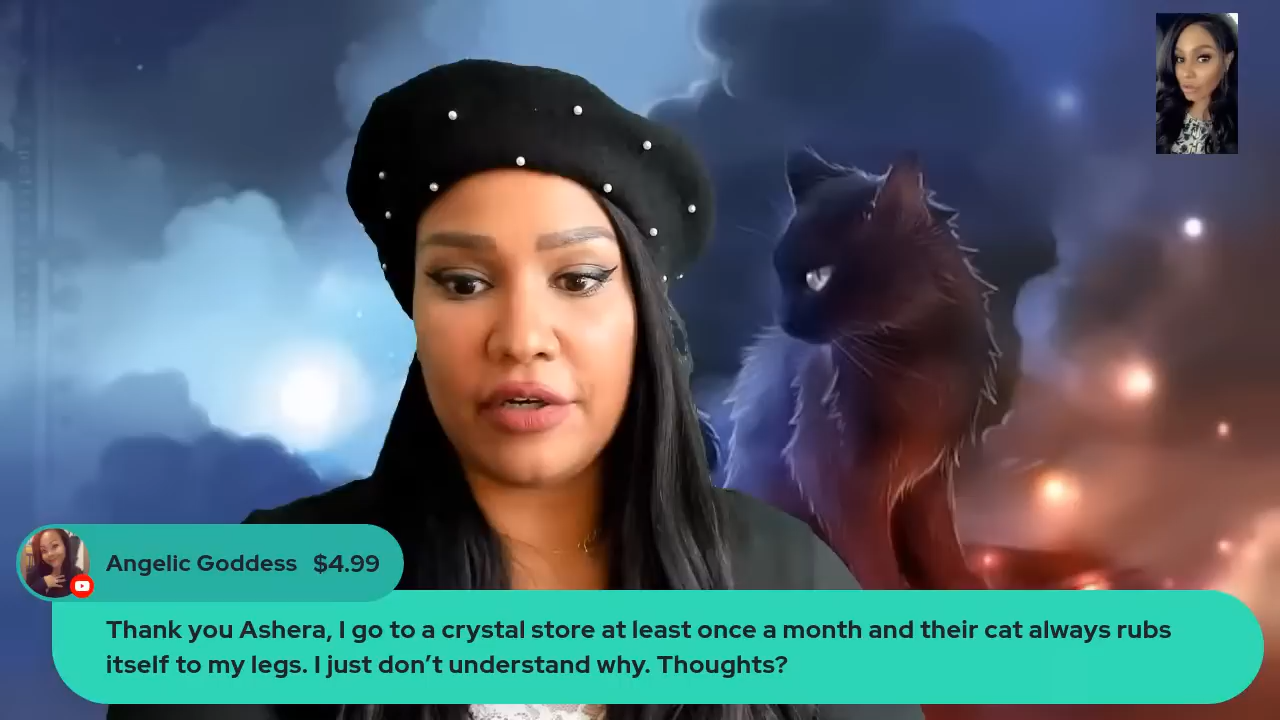 Angelic Goddess $4.99
Thank you Ashera, I go to a crystal store at least once a month and their cat always rubs
itself to my legs. I just don’t understand why. Thoughts?